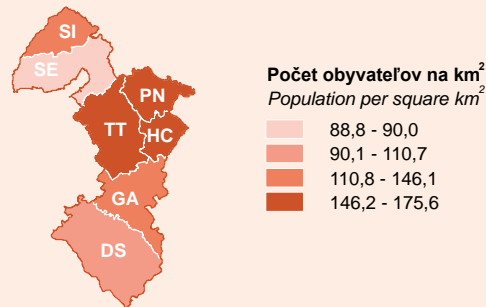 SI
SE
PN
TT
HC
GA
DS
Počet obyvateľov na km²
Population per square km²
88,8 - 90,0
90,1 - 110,7
110,8 - 146,1
146,2 - 175,6